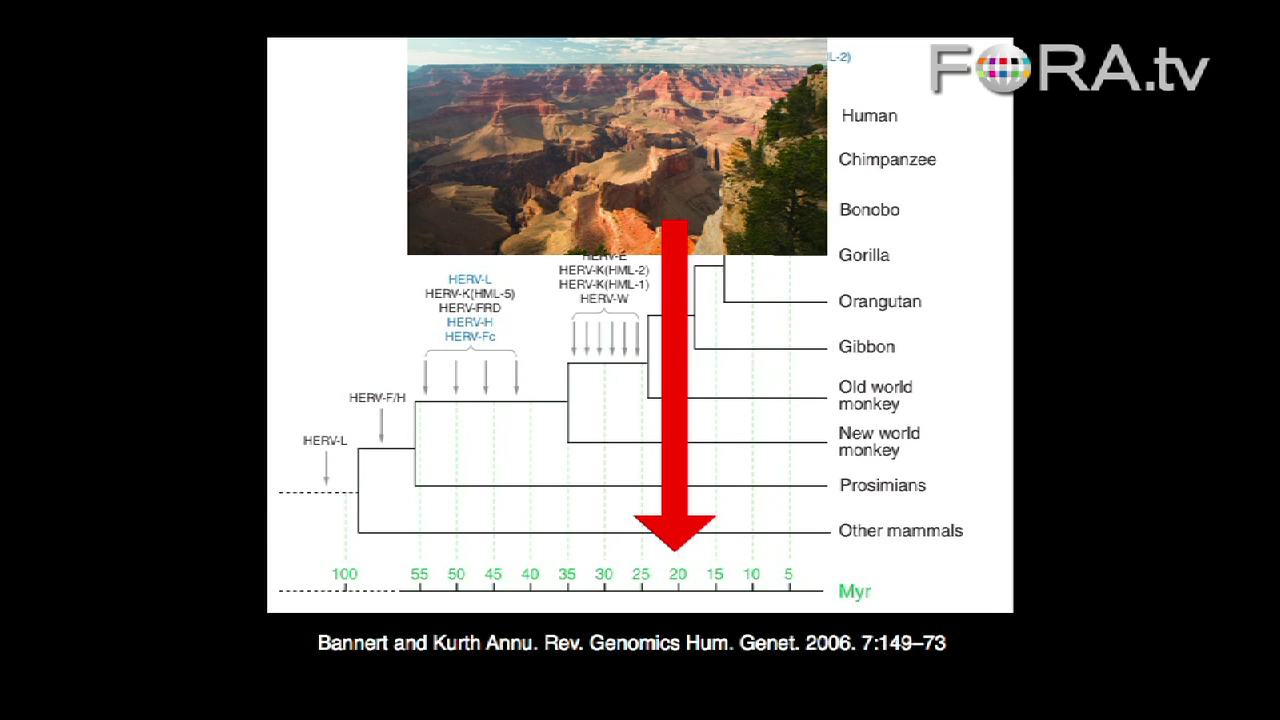 L-2)
FORA.tv
Human
Chimpanzee
Bonobo
Gorilla
HERV-E
HERV-L
HERV-K(HML-5)
HERV-FRD
HERV-H
HERV-Fc
HERV-K(HML-2)
HERV-K(HML-1)
HERV-W
Orangutan
Gibbon
Old world
monkey
HERV-F/H
New world
monkey
HERV-L
Prosimians
Other mammals
100 55 50 45 40 35 30 25 20 15 10 5
Myr
Bannert and Kurth Annu. Rev. Genomics Hum. Genet. 2006. 7:149–73